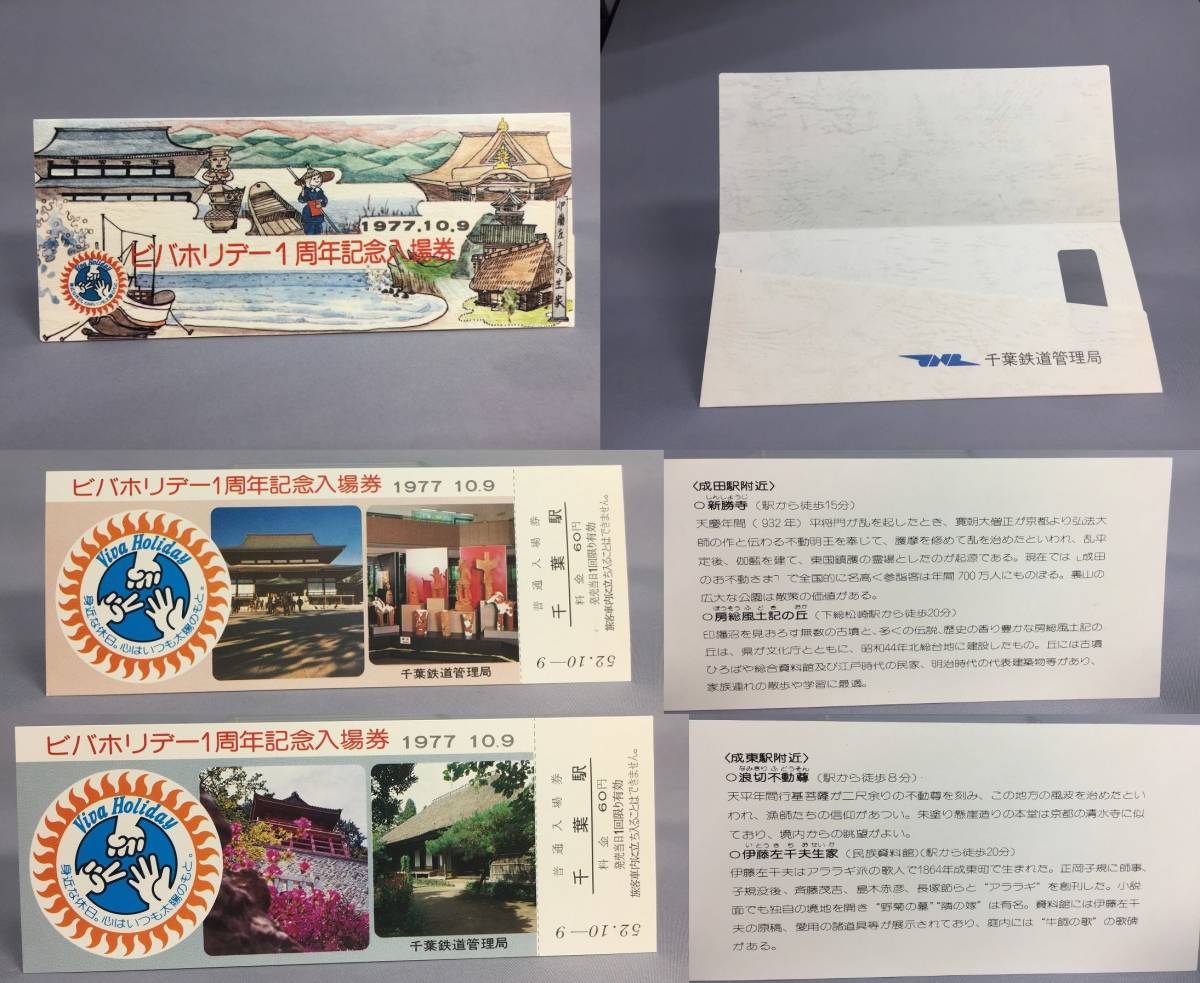 1977.10.9
ビバホリデー1周年記念入場券
Viva Holiday
伊藤左千夫の生家
千葉鉄道管理局
ビバホリデー1周年記念入場券 1977 10.9
Viva Holiday
身近な休日。心はいつも太陽のもと。
千葉鉄道管理局
普通入場券
千葉駅
料金 60円
発売当日1回限り有効
旅客車内に立ち入ることはできません。
52.10.-9
〈成田駅附近〉
しんしょうじ
○新勝寺（駅から徒歩15分）
天慶年間（932年）平将門が乱を起したとき、寛朝大僧正が京都より弘法大
師の作と伝わる不動明王を奉じて、護摩を修めて乱を治めたといわれ、乱平
定後、伽藍を建て、東国鎮護の霊場としたのが起源である。現在では「成田
のお不動さま」で全国的に名高く参詣客は年間700万人にものぼる。裏山の
広大な公園は散策の価値がある。
ぼうそうふどき おか
○房総風土記の丘（下総松崎駅から徒歩20分）
印旛沼を見おろす無数の古墳と、多くの伝説、歴史の香り豊かな房総風土記の
丘は、県が文化庁とともに、昭和44年北総台地に建設したもの。丘には古墳
ひろばや総合資料館及び江戸時代の民家、明治時代の代表建築物等があり、
家族連れの散歩や学習に最適。
ビバホリデー1周年記念入場券 1977 10.9
Viva Holiday
身近な休日。心はいつも太陽のもと。
千葉鉄道管理局
普通入場券
千葉駅
料金 60円
発売当日1回限り有効
旅客車内に立ち入ることはできません。
52.10.-9
〈成東駅附近〉
なみきりふどうそん
○浪切不動尊（駅から徒歩8分）
天平年間行基菩薩が二尺余りの不動尊を刻み、この地方の風波を治めたとい
われ、漁師たちの信仰があつい。朱塗り懸崖造りの本堂は京都の清水寺に似
ており、境内からの眺望がよい。
いとうさちおせいか
○伊藤左千夫生家（民族資料館）（駅から徒歩20分）
伊藤左千夫はアララギ派の歌人で1864年成東町で生まれた。正岡子規に師事、
子規没後、斉藤茂吉、島木赤彦、長塚節らと“アララギ”を創刊した。小説
面でも独自の境地を開き“野菊の墓”“隣の嫁”は有名。資料館には伊藤左千
夫の原稿、愛用の諸道具等が展示されており、庭内には“牛飼の歌”の歌碑
がある。